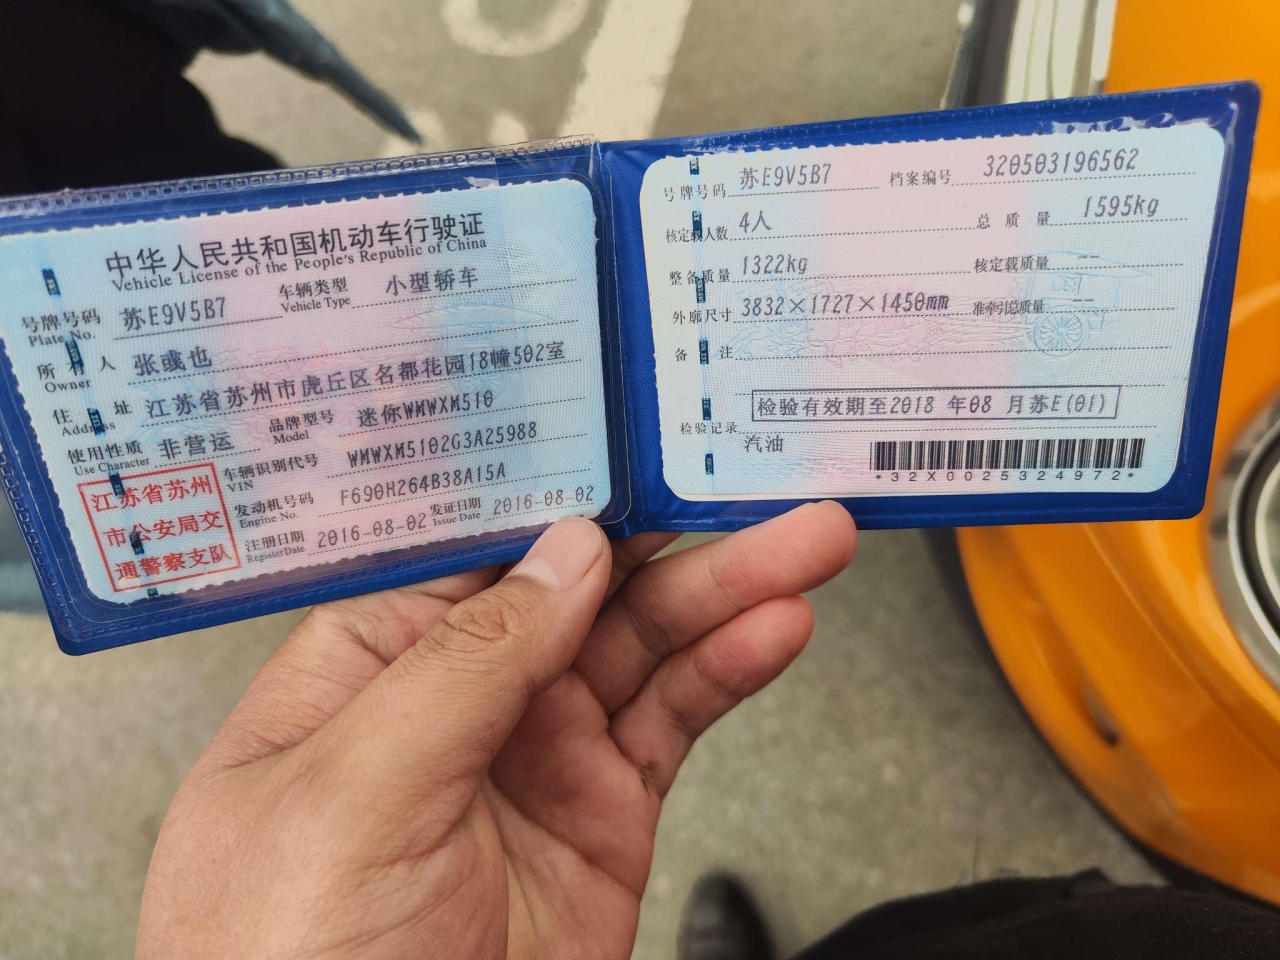 中华人民共和国机动车行驶证
Vehicle License of the People's Republic of China
号牌号码 苏E9V5B7 车辆类型 小型轿车
Plate No. Vehicle Type
所有人 张彧也
Owner
住址 江苏省苏州市虎丘区名都花园18幢502室
Address
使用性质 非营运 品牌型号 迷你WMWXM510
Use Character Model
江苏省苏州
市公安局交
通警察支队
车辆识别代号 WMWXM5102G3A25988
VIN
发动机号码 F690H264B38A15A
Engine No.
注册日期 2016-08-02 发证日期 2016-08-02
Register Date Issue Date
号牌号码 苏E9V5B7 档案编号 320503196562
核定载人数 4人 总质量 1595kg
整备质量 1322kg 核定载质量 --
外廓尺寸 3832×1727×1450mm 准牵引总质量 --
备注
检验有效期至2018 年08 月苏E(01)
检验记录
汽油
*32X0025324972*